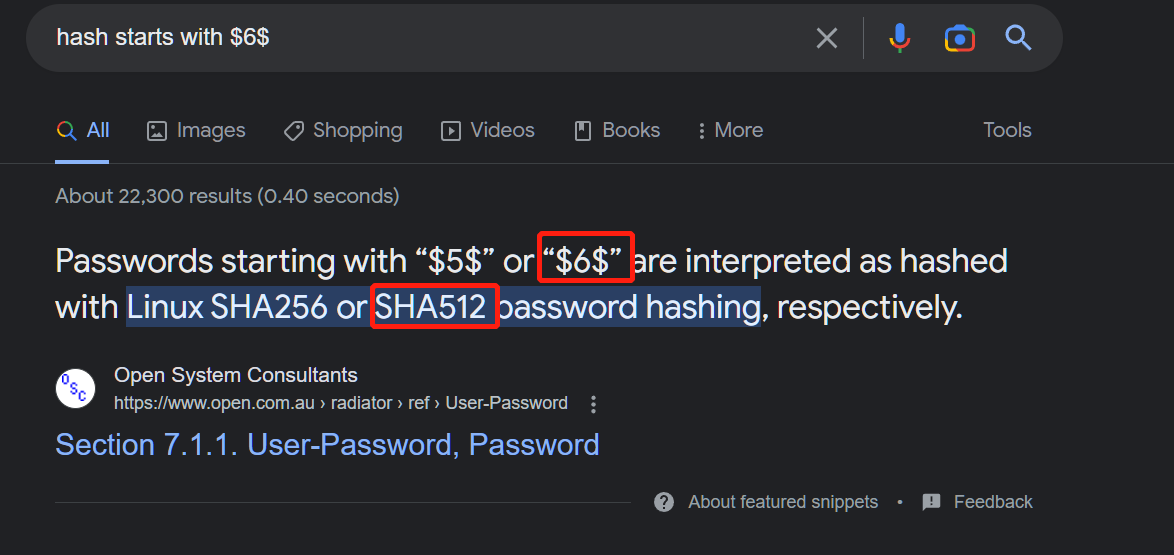 hash starts with $6$
All Images Shopping Videos Books More Tools
About 22,300 results (0.40 seconds)
Passwords starting with “$5$” or “$6$” are interpreted as hashed
with Linux SHA256 or SHA512 password hashing, respectively.
OSC
Open System Consultants
https://www.open.com.au › radiator › ref › User-Password
Section 7.1.1. User-Password, Password
About featured snippets • Feedback